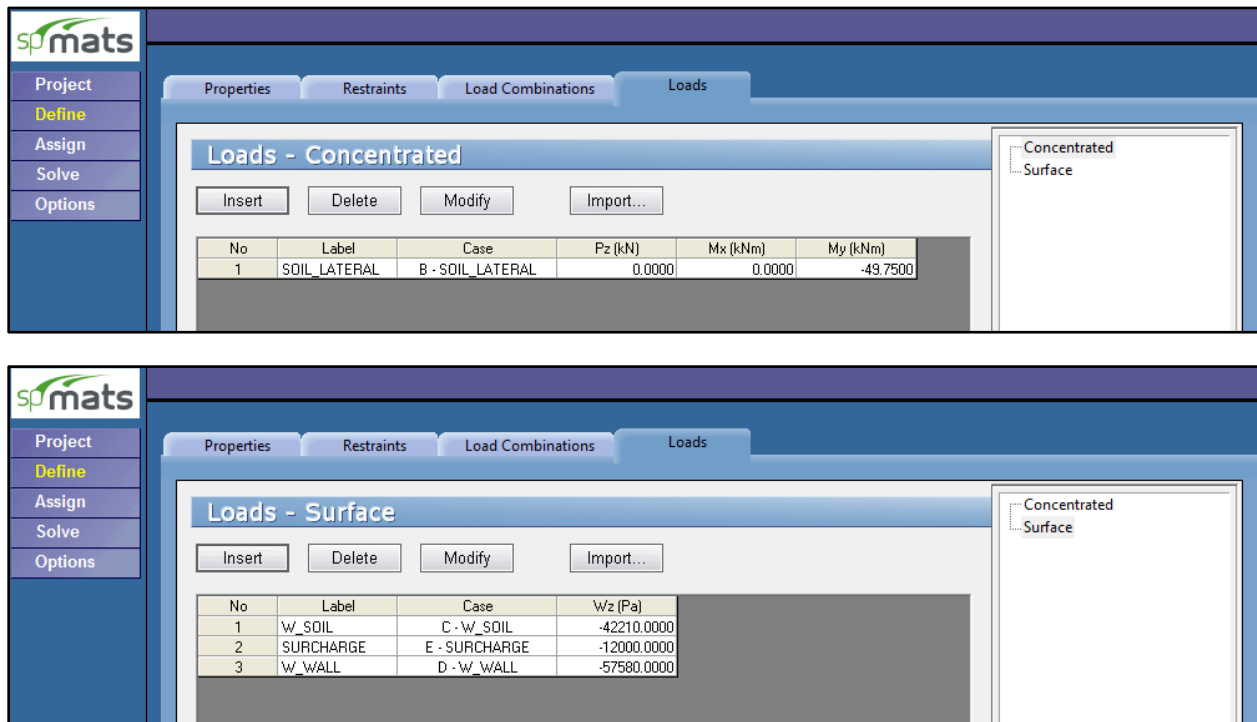 spmats
Project
Define
Assign
Solve
Options
Properties Restraints Load Combinations Loads
Loads - Concentrated
Insert Delete Modify Import...
No Label Case Pz (kN) Mx (kNm) My (kNm)
1 SOIL_LATERAL B - SOIL_LATERAL 0.0000 0.0000 -49.7500
Concentrated
Surface
spmats
Project
Define
Assign
Solve
Options
Properties Restraints Load Combinations Loads
Loads - Surface
Insert Delete Modify Import...
No Label Case Wz (Pa)
1 W_SOIL C - W_SOIL -42210.0000
2 SURCHARGE E - SURCHARGE -12000.0000
3 W_WALL D - W_WALL -57580.0000
Concentrated
Surface